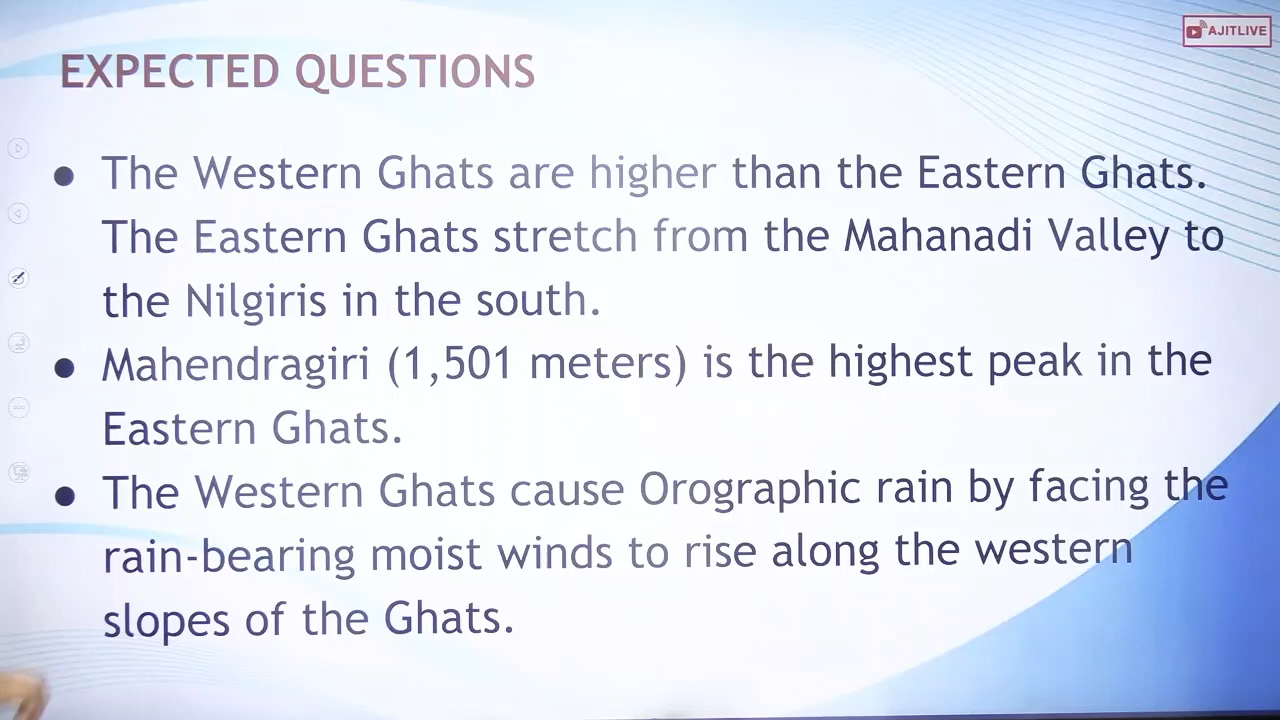 AJITLIVE
EXPECTED QUESTIONS
● The Western Ghats are higher than the Eastern Ghats.
The Eastern Ghats stretch from the Mahanadi Valley to
the Nilgiris in the south.
● Mahendragiri (1,501 meters) is the highest peak in the
Eastern Ghats.
● The Western Ghats cause Orographic rain by facing the
rain-bearing moist winds to rise along the western
slopes of the Ghats.